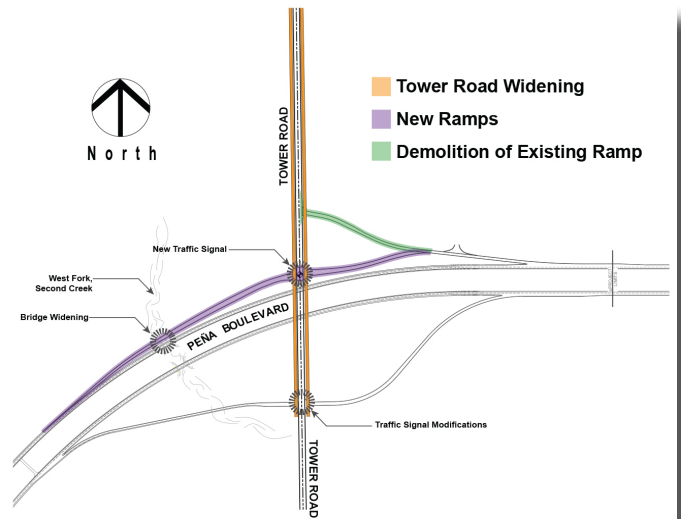 TOWER ROAD
Tower Road Widening
New Ramps
Demolition of Existing Ramp
North
New Traffic Signal
West Fork,
Second Creek
Bridge Widening
PEÑA BOULEVARD
Traffic Signal Modifications
TOWER ROAD